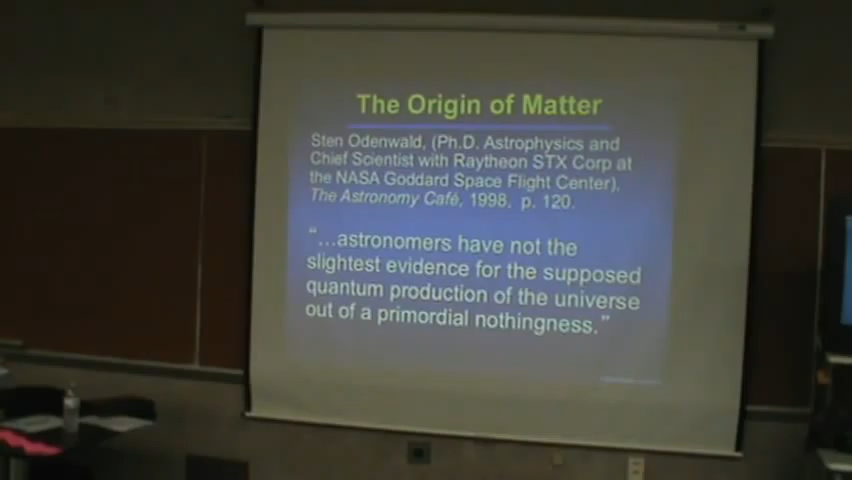 The Origin of Matter
Sten Odenwald, (Ph.D. Astrophysics and
Chief Scientist with Raytheon STX Corp at
the NASA Goddard Space Flight Center),
The Astronomy Café, 1998, p. 120.
“...astronomers have not the
slightest evidence for the supposed
quantum production of the universe
out of a primordial nothingness.”